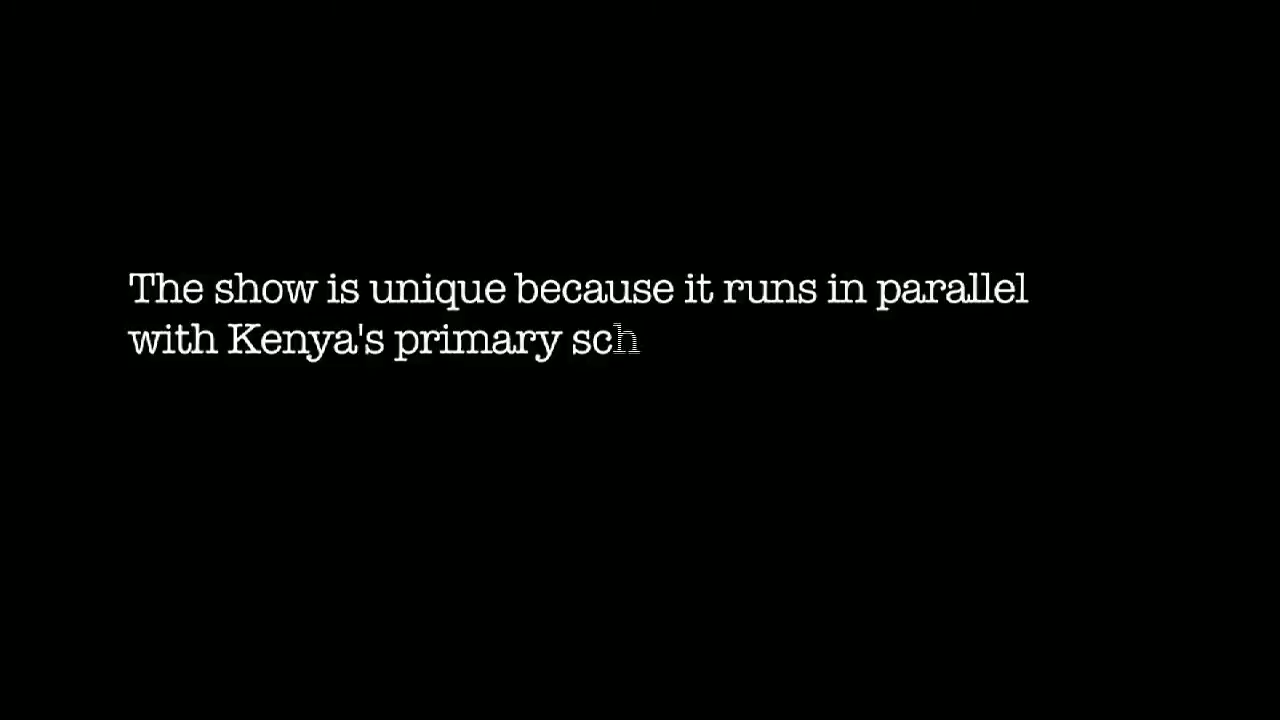 The show is unique because it runs in parallel
with Kenya's primary sch